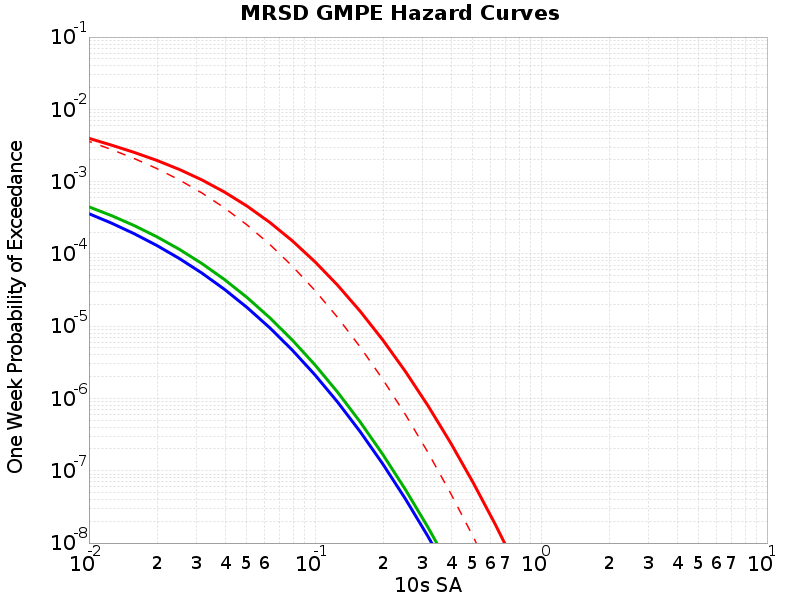 MRSD GMPE Hazard Curves
One Week Probability of Exceedance
10⁻¹
10⁻²
10⁻³
10⁻⁴
10⁻⁵
10⁻⁶
10⁻⁷
10⁻⁸
10⁻² 2 3 4 5 6 10⁻¹ 2 3 4 5 6 7 10⁰ 2 3 4 5 6 7 10¹
10s SA